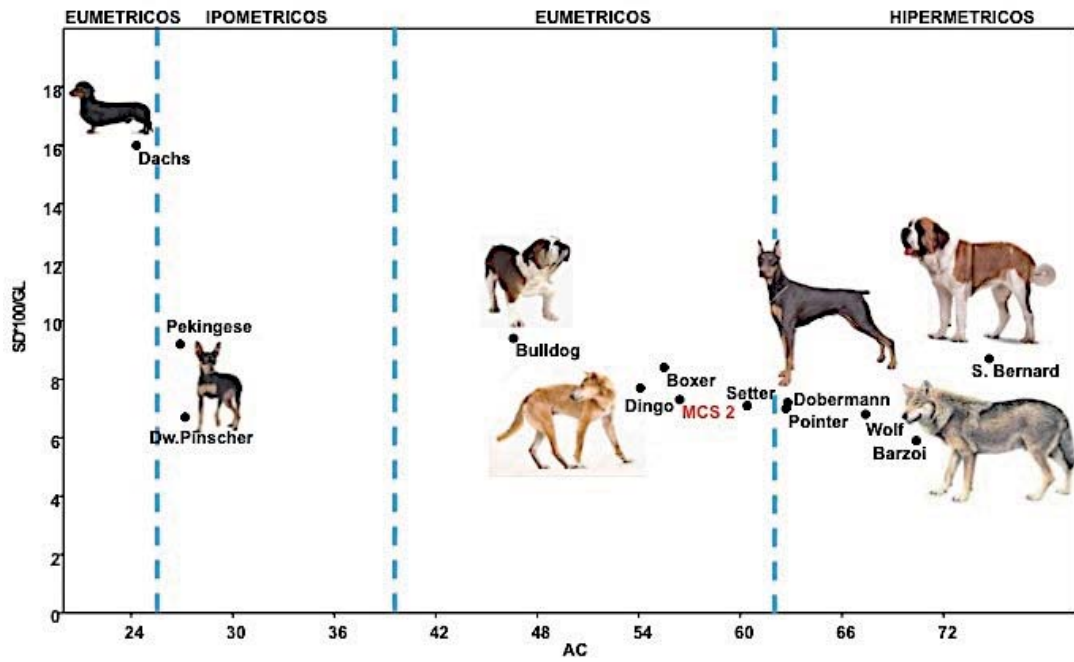 EUMETRICOS IPOMETRICOS EUMETRICOS HIPERMETRICOS
18
16
14
12
10
8
6
4
2
0
SD*100/GL
Dachs
Pekingese
Dw.Pinscher
Bulldog
Boxer
Dingo
MCS 2
Setter
Dobermann
Pointer
Wolf
Barzoi
S. Bernard
24 30 36 42 48 54 60 66 72
AC